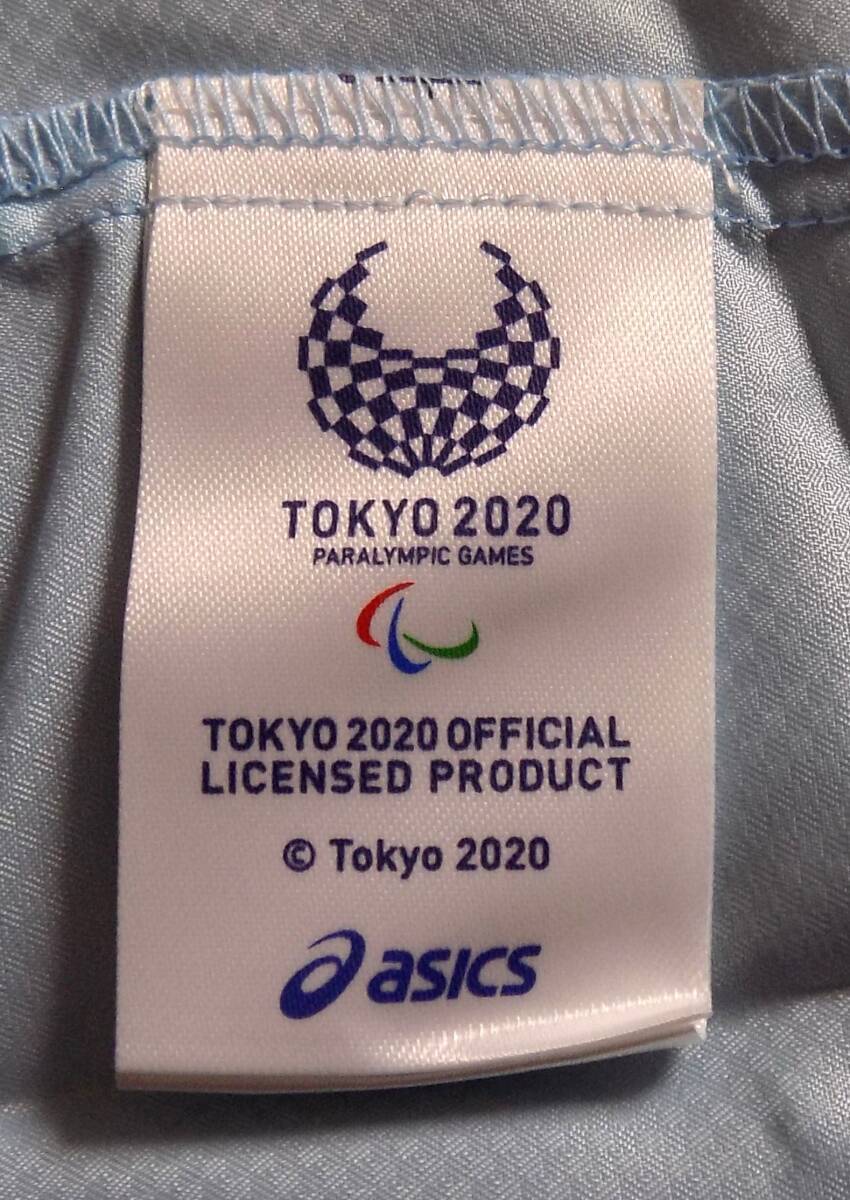 TOKYO 2020
PARALYMPIC GAMES
TOKYO 2020 OFFICIAL
LICENSED PRODUCT
© Tokyo 2020
asics